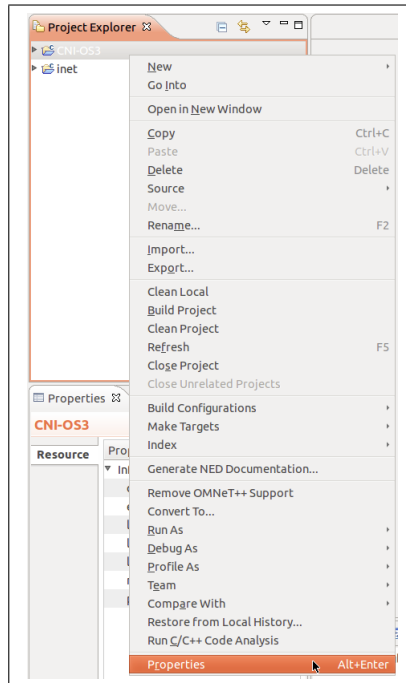 Project Explorer
CNI-OS3
inet
New
Go Into
Open in New Window
Copy Ctrl+C
Paste Ctrl+V
Delete Delete
Source
Move...
Rename... F2
Import...
Export...
Clean Local
Build Project
Clean Project
Refresh F5
Close Project
Close Unrelated Projects
Build Configurations
Make Targets
Index
Generate NED Documentation...
Remove OMNeT++ Support
Convert To...
Run As
Debug As
Profile As
Team
Compare With
Restore from Local History...
Run C/C++ Code Analysis
Properties Alt+Enter
Properties
CNI-OS3
Resource